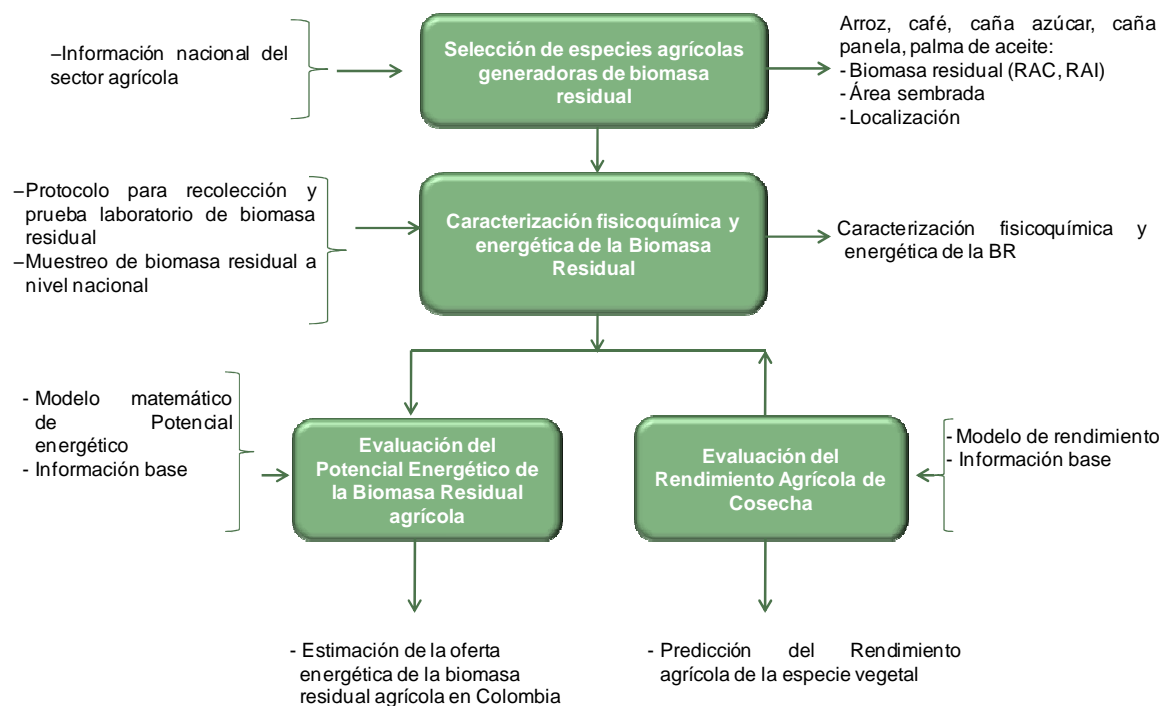 –Información nacional del
sector agrícola
Selección de especies agrícolas
generadoras de biomasa
residual
Arroz, café, caña azúcar, caña
panela, palma de aceite:
- Biomasa residual (RAC, RAI)
- Área sembrada
- Localización
–Protocolo para recolección y
prueba laboratorio de biomasa
residual
–Muestreo de biomasa residual a
nivel nacional
Caracterización fisicoquímica y
energética de la Biomasa
Residual
Caracterización fisicoquímica y
energética de la BR
- Modelo matemático
de Potencial
energético
- Información base
Evaluación del
Potencial Energético de
la Biomasa Residual
agrícola
Evaluación del
Rendimiento Agrícola de
Cosecha
- Modelo de rendimiento
- Información base
- Estimación de la oferta
energética de la biomasa
residual agrícola en Colombia
- Predicción del Rendimiento
agrícola de la especie vegetal